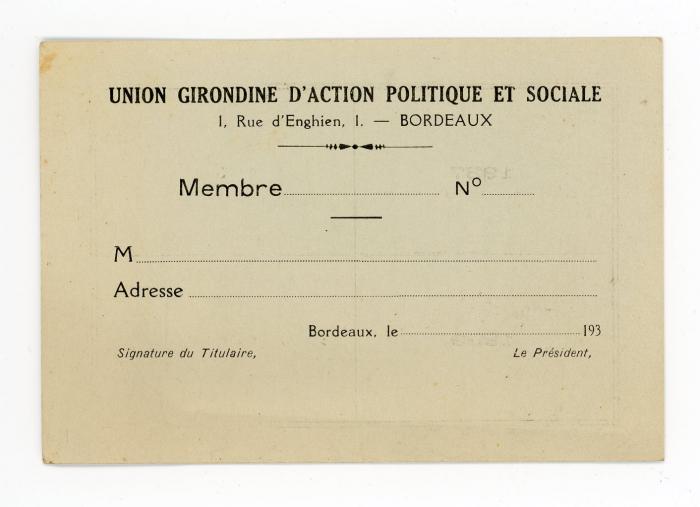 UNION GIRONDINE D'ACTION POLITIQUE ET SOCIALE
1, Rue d'Enghien, 1. — BORDEAUX
Membre.......................... N°..........
M..........................
Adresse..........................
Bordeaux, le..........................193
Signature du Titulaire, Le Président,